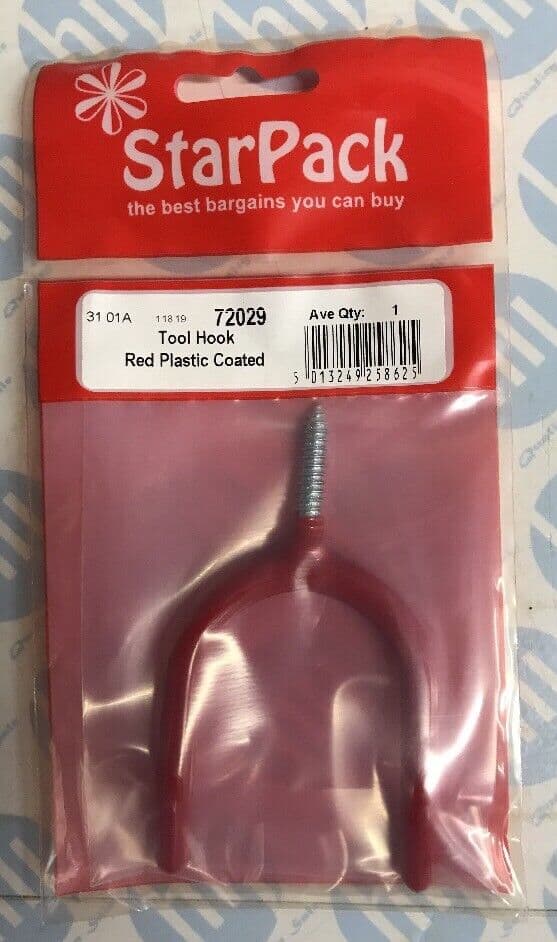 StarPack
the best bargains you can buy
31 01A 11819 72029 Ave Qty: 1
Tool Hook
Red Plastic Coated
5 013249 258625